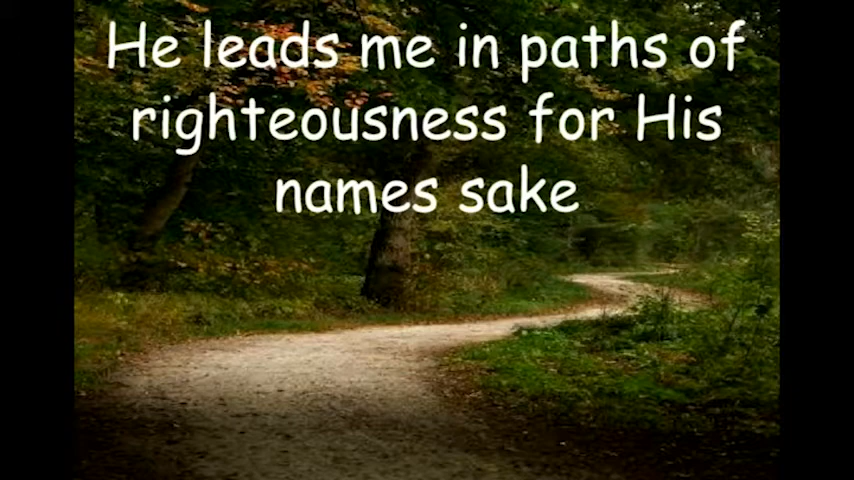 He leads me in paths of
righteousness for His
names sake